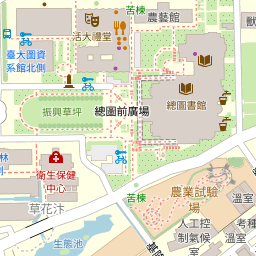 苦楝
農藝館
獸
活大禮堂
臺大圖資
系館北側
總圖書館
振興草坪
總圖前廣場
林
側
衛生保健
中心
農業試驗
場
溫室
苦楝
草花汴
人工控
制氣候
考種
溫室
生態池